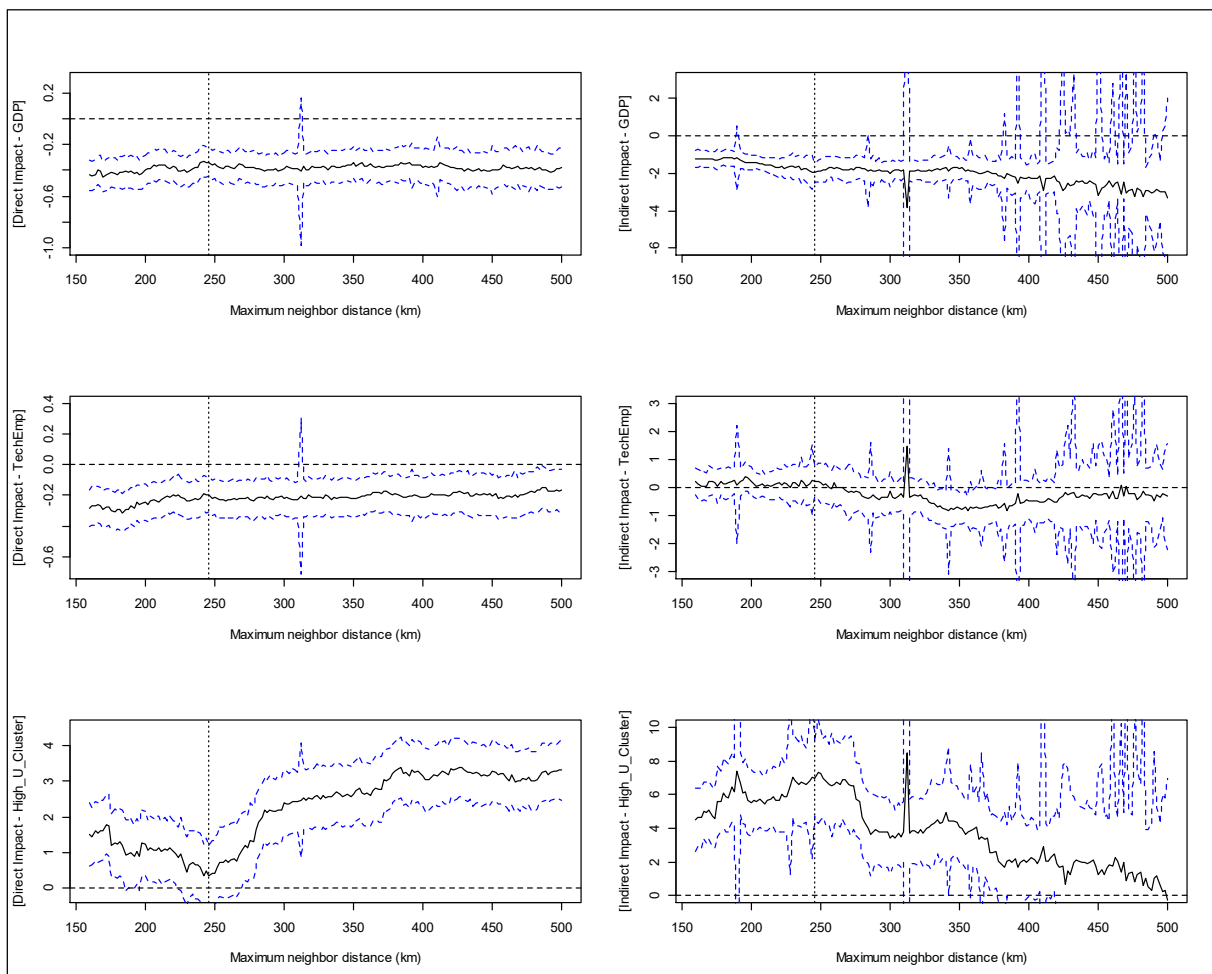 [Direct Impact - GDP]
0.2
-0.2
-0.6
-1.0
150 200 250 300 350 400 450 500
Maximum neighbor distance (km)
[Indirect Impact - GDP]
2
0
-2
-4
-6
150 200 250 300 350 400 450 500
Maximum neighbor distance (km)
[Direct Impact - TechEmp]
0.4
0.2
0.0
-0.2
-0.6
150 200 250 300 350 400 450 500
Maximum neighbor distance (km)
[Indirect Impact - TechEmp]
3
2
1
0
-1
-2
-3
150 200 250 300 350 400 450 500
Maximum neighbor distance (km)
[Direct Impact - High_U_Cluster]
4
3
2
1
0
150 200 250 300 350 400 450 500
Maximum neighbor distance (km)
[Indirect Impact - High_U_Cluster]
10
8
6
4
2
0
150 200 250 300 350 400 450 500
Maximum neighbor distance (km)